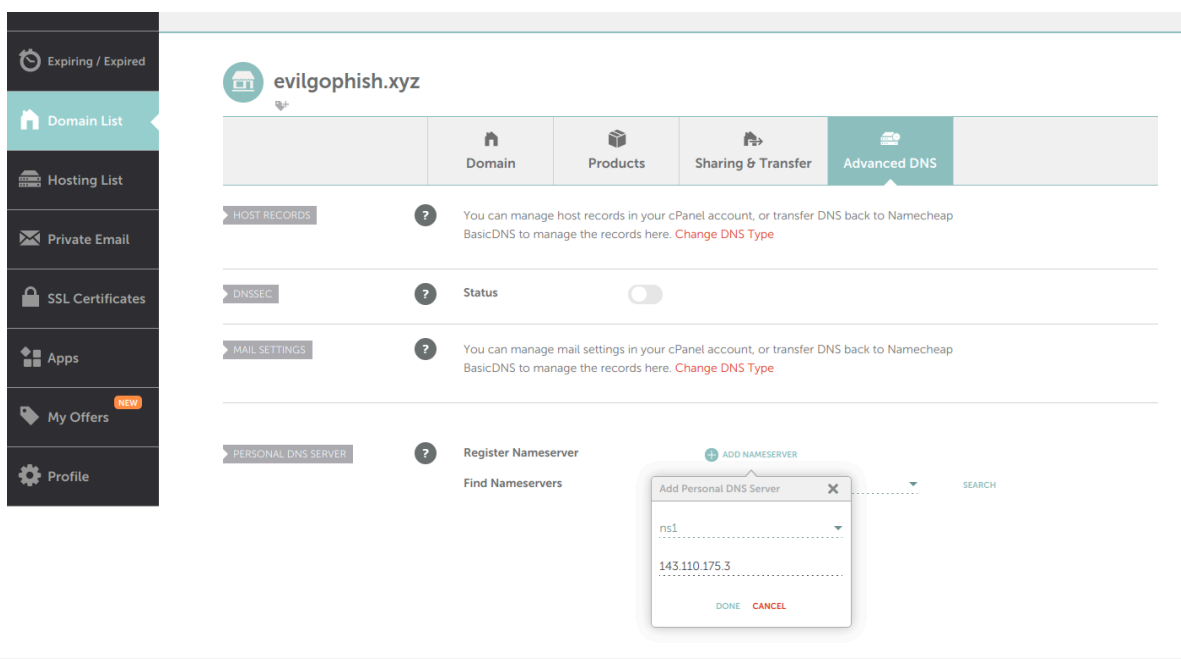 Expiring / Expired
Domain List
Hosting List
Private Email
SSL Certificates
Apps
NEW
My Offers
Profile
evilgophish.xyz
Domain
Products
Sharing & Transfer
Advanced DNS
HOST RECORDS
?
You can manage host records in your cPanel account, or transfer DNS back to Namecheap
BasicDNS to manage the records here. Change DNS Type
DNSSEC
?
Status
MAIL SETTINGS
?
You can manage mail settings in your cPanel account, or transfer DNS back to Namecheap
BasicDNS to manage the records here. Change DNS Type
PERSONAL DNS SERVER
?
Register Nameserver
ADD NAMESERVER
Find Nameservers
SEARCH
Add Personal DNS Server
ns1
143.110.175.3
DONE CANCEL